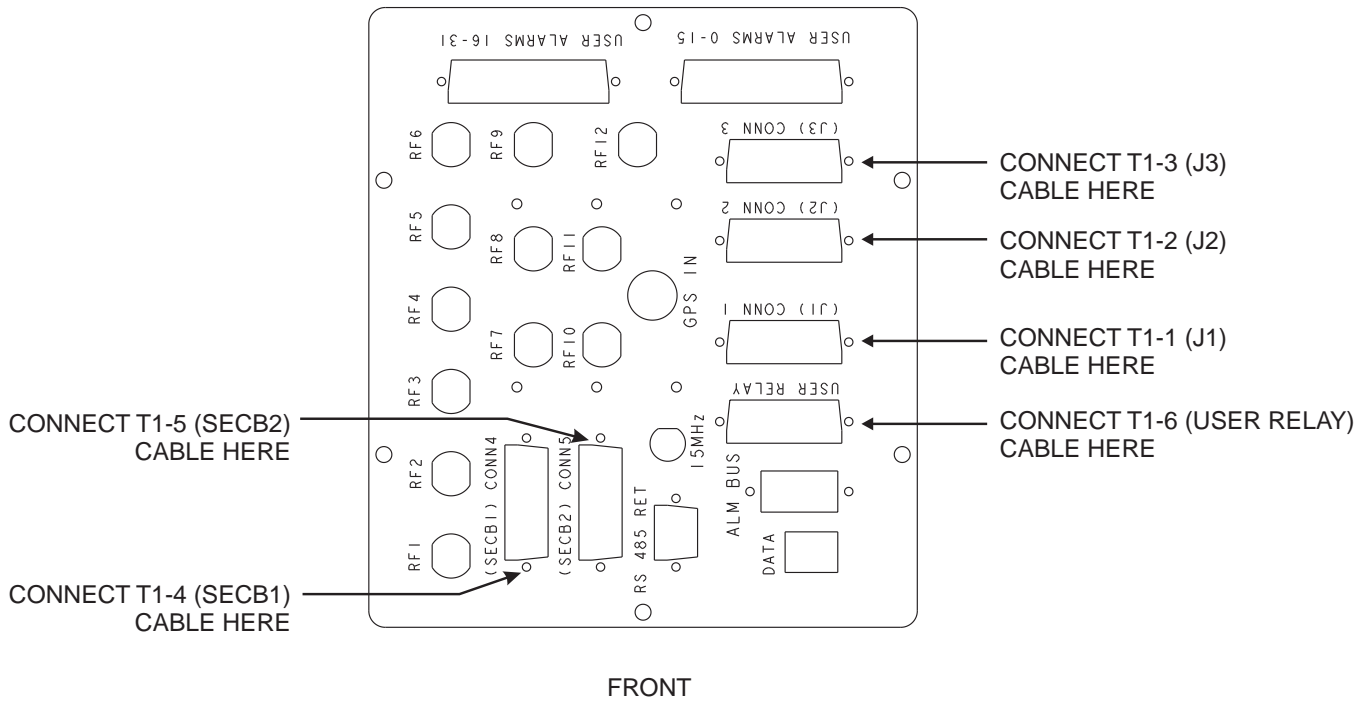 USER ALARMS 16-31
USER ALARMS 0-15
RF6
RF9
RF12
(J3) CONN 3
CONNECT T1-3 (J3)
CABLE HERE
RF5
RF8
RF11
(J2) CONN 2
CONNECT T1-2 (J2)
CABLE HERE
GPS IN
RF4
RF7
RF10
(J1) CONN 1
CONNECT T1-1 (J1)
CABLE HERE
RF3
USER RELAY
CONNECT T1-6 (USER RELAY)
CABLE HERE
CONNECT T1-5 (SECB2)
CABLE HERE
15MHz
RF2
(SECB1) CONN4
(SECB2) CONN5
ALM BUS
RF1
RS 485 RET
DATA
CONNECT T1-4 (SECB1)
CABLE HERE
FRONT